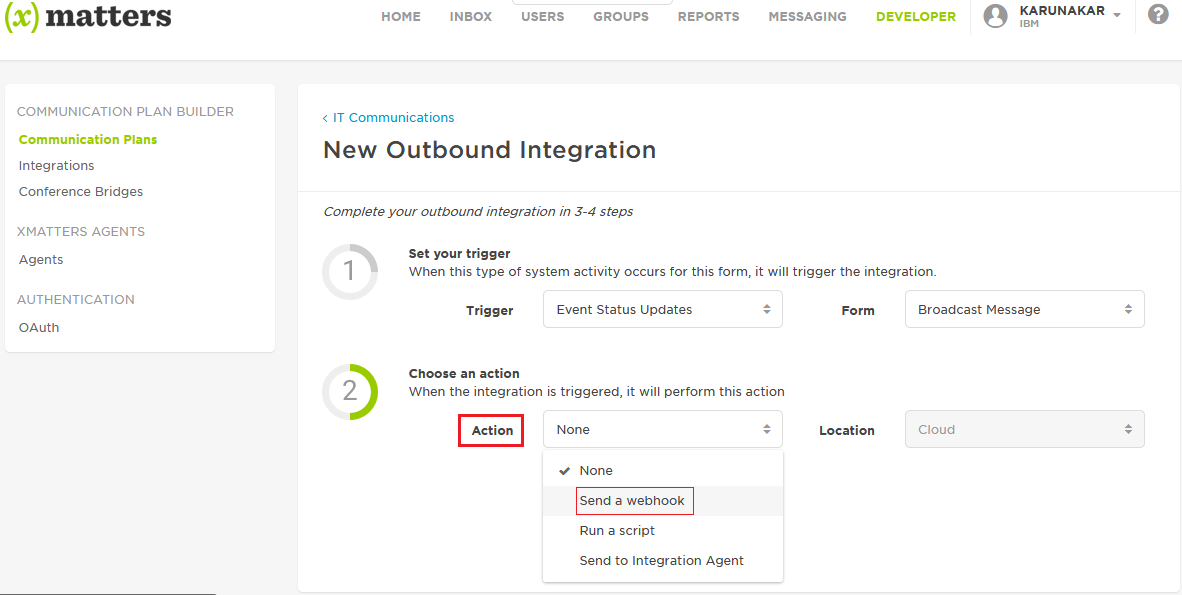 (x) matters
HOME INBOX USERS GROUPS REPORTS MESSAGING DEVELOPER
KARUNAKAR
IBM
?
COMMUNICATION PLAN BUILDER
Communication Plans
Integrations
Conference Bridges
XMATTERS AGENTS
Agents
AUTHENTICATION
OAuth
‹ IT Communications
New Outbound Integration
Complete your outbound integration in 3-4 steps
1
Set your trigger
When this type of system activity occurs for this form, it will trigger the integration.
Trigger Event Status Updates Form Broadcast Message
2
Choose an action
When the integration is triggered, it will perform this action
Action None Location Cloud
None
Send a webhook
Run a script
Send to Integration Agent